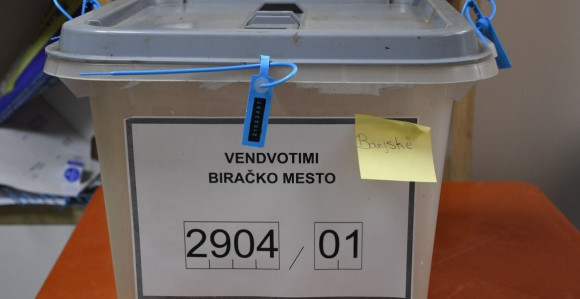 Banjskë
VENDVOTIMI
BIRAČKO MESTO
2904 / 01